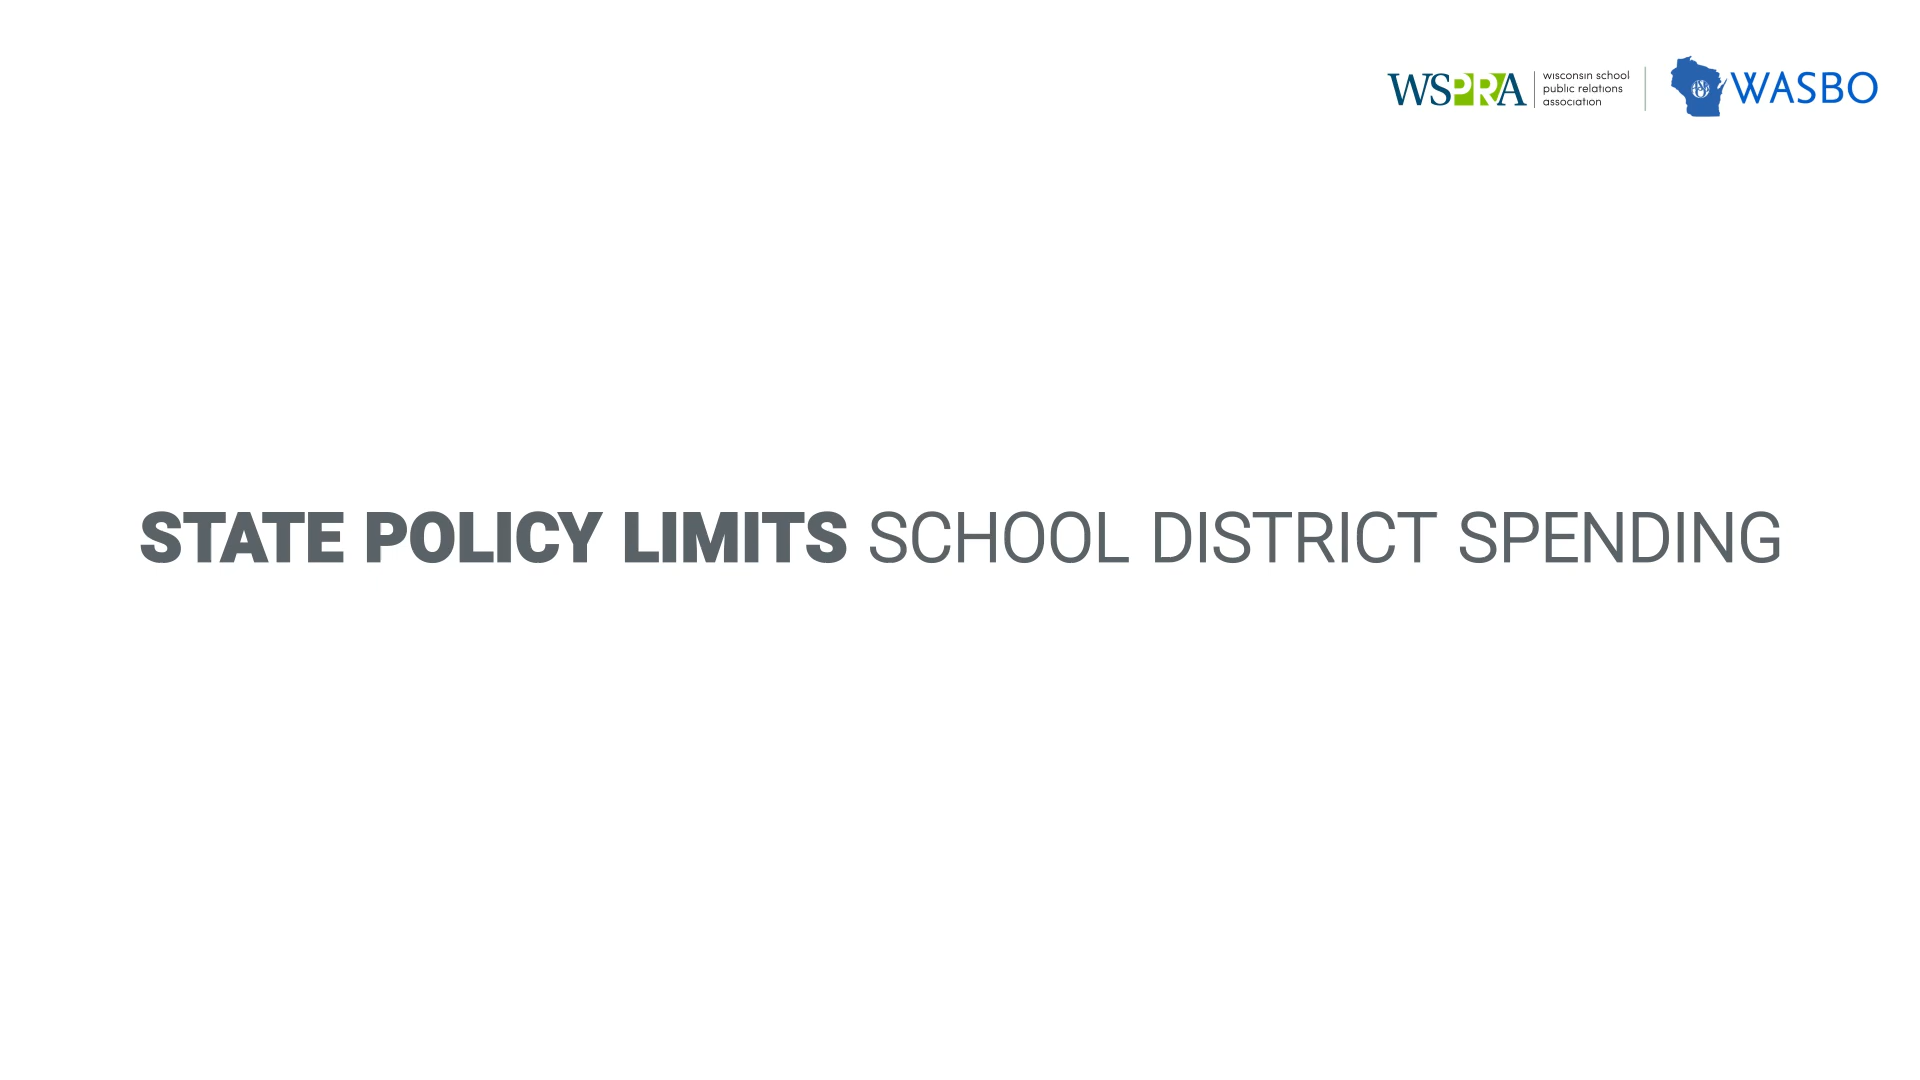 WSPRA
wisconsin school
public relations
association
WASBO
STATE POLICY LIMITS SCHOOL DISTRICT SPENDING